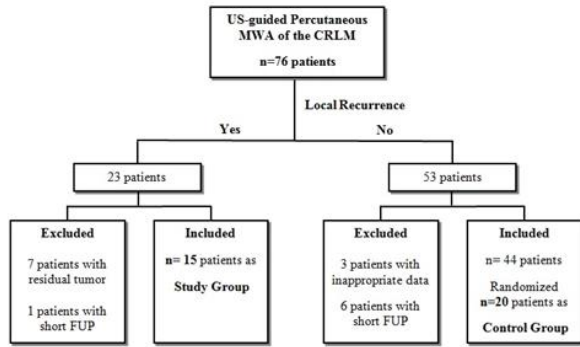 US-guided Percutaneous
MWA of the CRLM
n=76 patients
Local Recurrence
Yes
No
23 patients
53 patients
Excluded
7 patients with
residual tumor
1 patients with
short FUP
Included
n= 15 patients as
Study Group
Excluded
3 patients with
inappropriate data
6 patients with
short FUP
Included
n= 44 patients
Randomized
n=20 patients as
Control Group